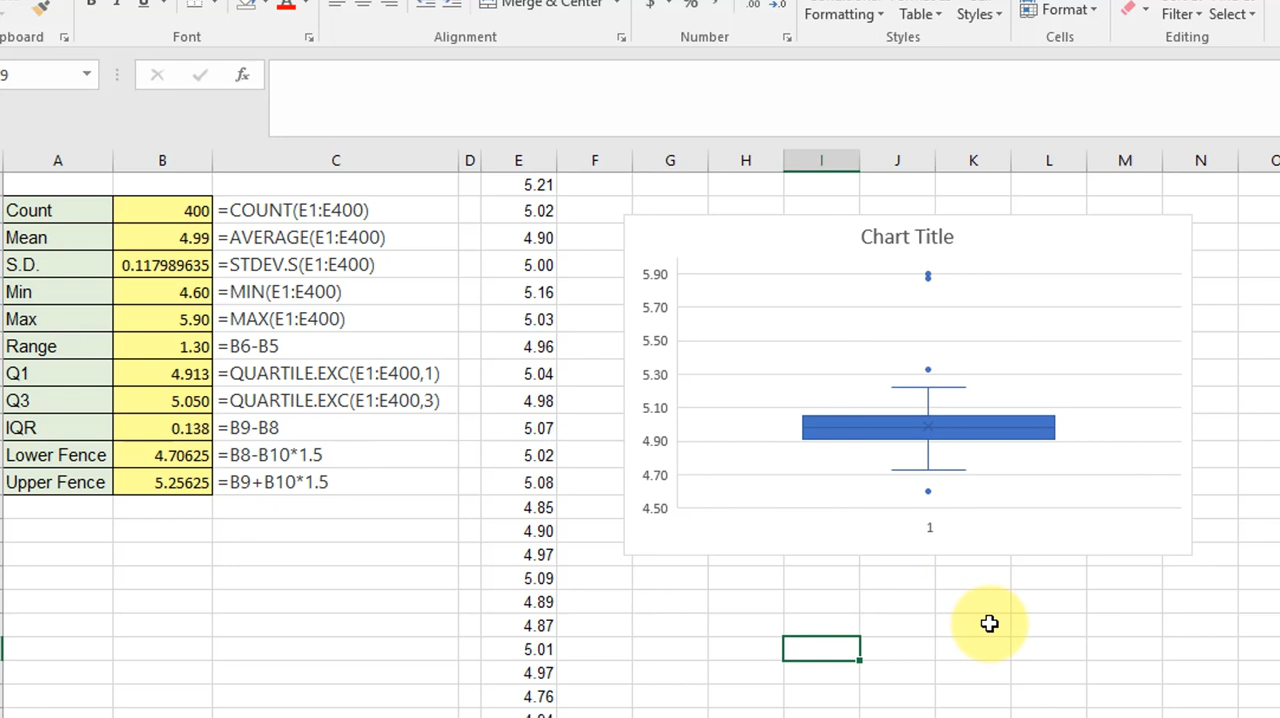 B I U Merge & Center $ % .00 →.0
Formatting Table Styles Format Filter Select
Font Alignment Number Styles Cells Editing
9 fx
A B C D E F G H I J K L M N
5.21
Count 400 =COUNT(E1:E400) 5.02
Mean 4.99 =AVERAGE(E1:E400) 4.90
S.D. 0.117989635 =STDEV.S(E1:E400) 5.00
Min 4.60 =MIN(E1:E400) 5.16
Max 5.90 =MAX(E1:E400) 5.03
Range 1.30 =B6-B5 4.96
Q1 4.913 =QUARTILE.EXC(E1:E400,1) 5.04
Q3 5.050 =QUARTILE.EXC(E1:E400,3) 4.98
IQR 0.138 =B9-B8 5.07
Lower Fence 4.70625 =B8-B10*1.5 5.02
Upper Fence 5.25625 =B9+B10*1.5 5.08
4.85
4.90
4.97
5.09
4.89
4.87
5.01
4.97
4.76
Chart Title
5.90
5.70
5.50
5.30
5.10
4.90
4.70
4.50
1